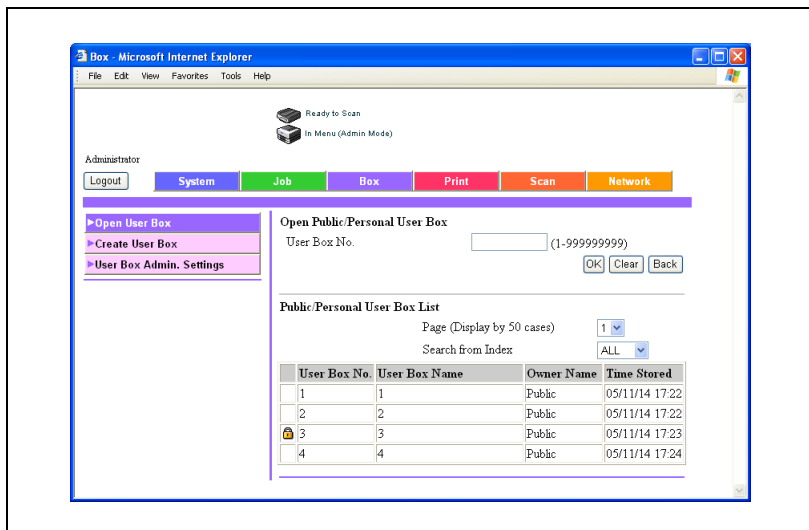 Box - Microsoft Internet Explorer
File Edit View Favorites Tools Help
Ready to Scan
In Menu (Admin Mode)
Administrator
Logout System Job Box Print Scan Network
Open User Box
Create User Box
User Box Admin. Settings
Open Public/Personal User Box
User Box No. (1-999999999)
OK Clear Back
Public/Personal User Box List
Page (Display by 50 cases) 1
Search from Index ALL
User Box No. User Box Name Owner Name Time Stored
1 1 Public 05/11/14 17:22
2 2 Public 05/11/14 17:22
3 3 Public 05/11/14 17:23
4 4 Public 05/11/14 17:24